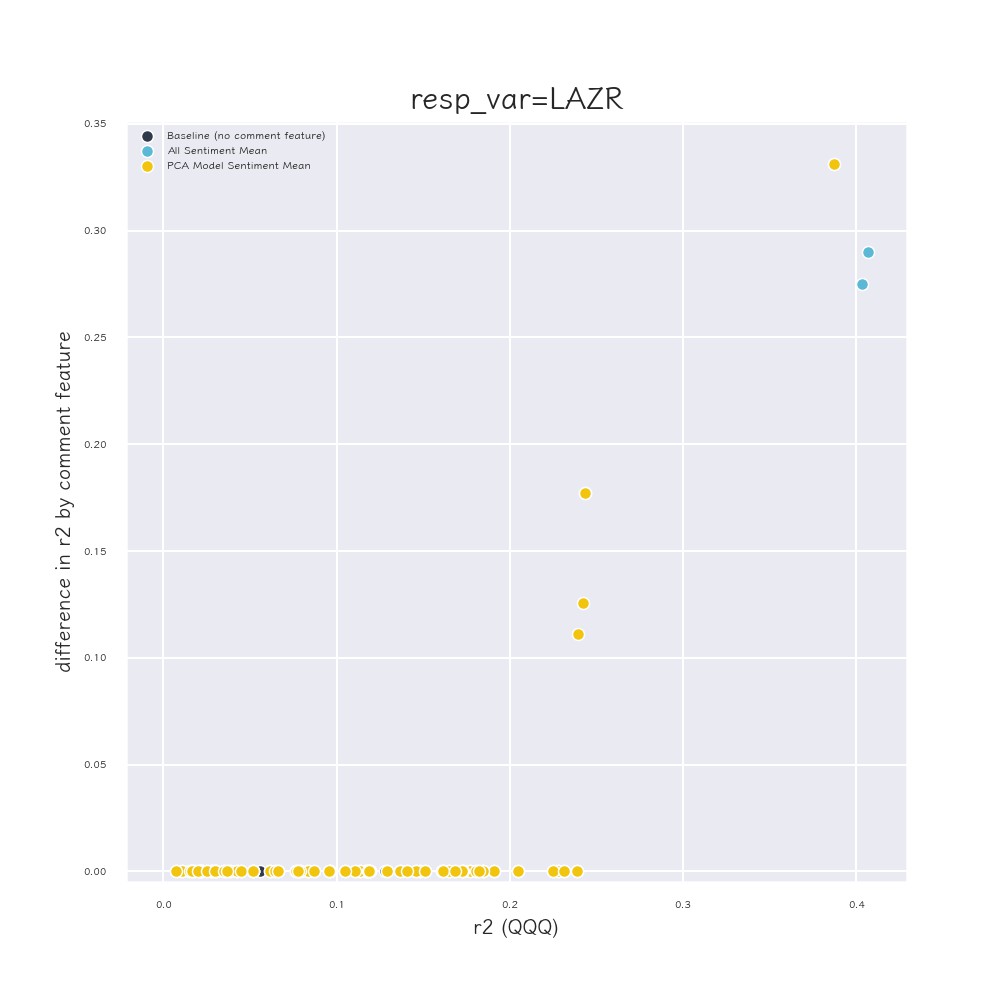 resp_var=LAZR
Baseline (no comment feature)
All Sentiment Mean
PCA Model Sentiment Mean
difference in r2 by comment feature
0.35
0.30
0.25
0.20
0.15
0.10
0.05
0.00
0.0 0.1 0.2 0.3 0.4
r2 (QQQ)